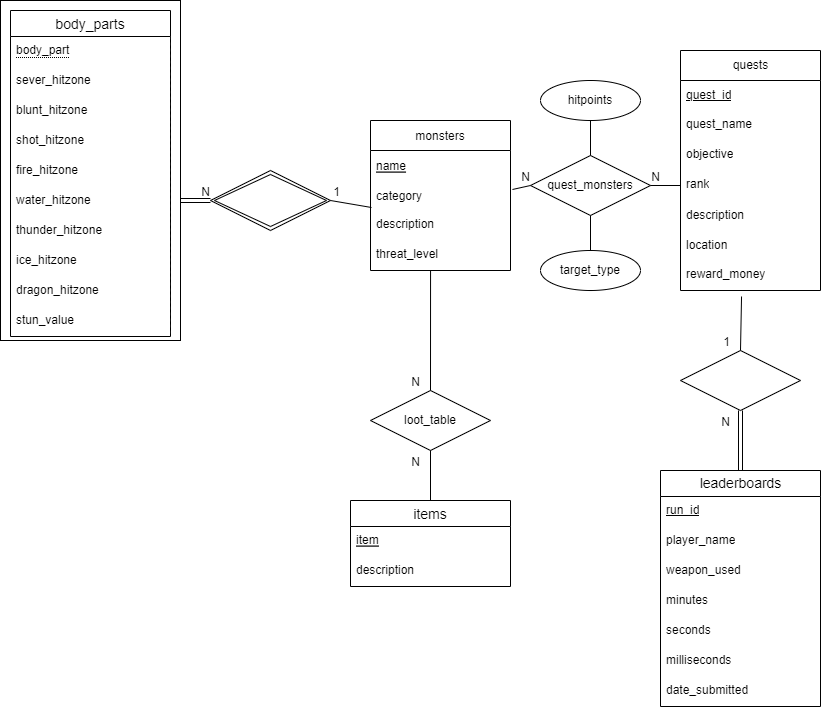 body_parts
body_part
sever_hitzone
blunt_hitzone
shot_hitzone
fire_hitzone
water_hitzone
thunder_hitzone
ice_hitzone
dragon_hitzone
stun_value
N
1
monsters
name
category
description
threat_level
hitpoints
N
quest_monsters
N
target_type
quests
quest_id
quest_name
objective
rank
description
location
reward_money
N
loot_table
N
items
item
description
1
N
leaderboards
run_id
player_name
weapon_used
minutes
seconds
milliseconds
date_submitted